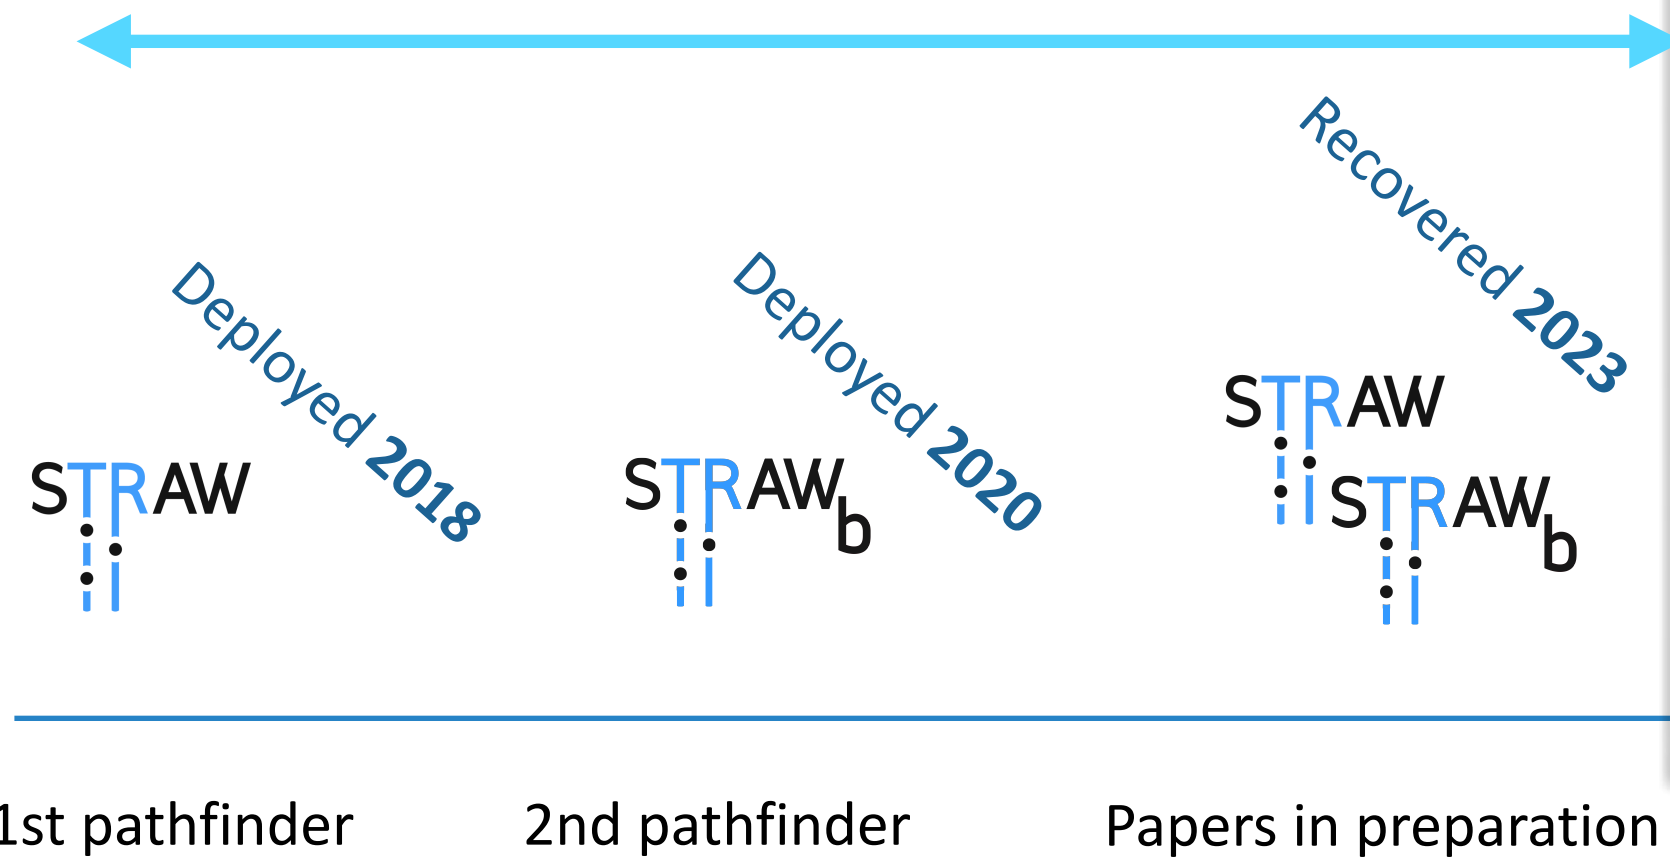 Deployed 2018
STRAW
1st pathfinder
Deployed 2020
STRAWb
2nd pathfinder
Recovered 2023
STRAW
STRAWb
Papers in preparation